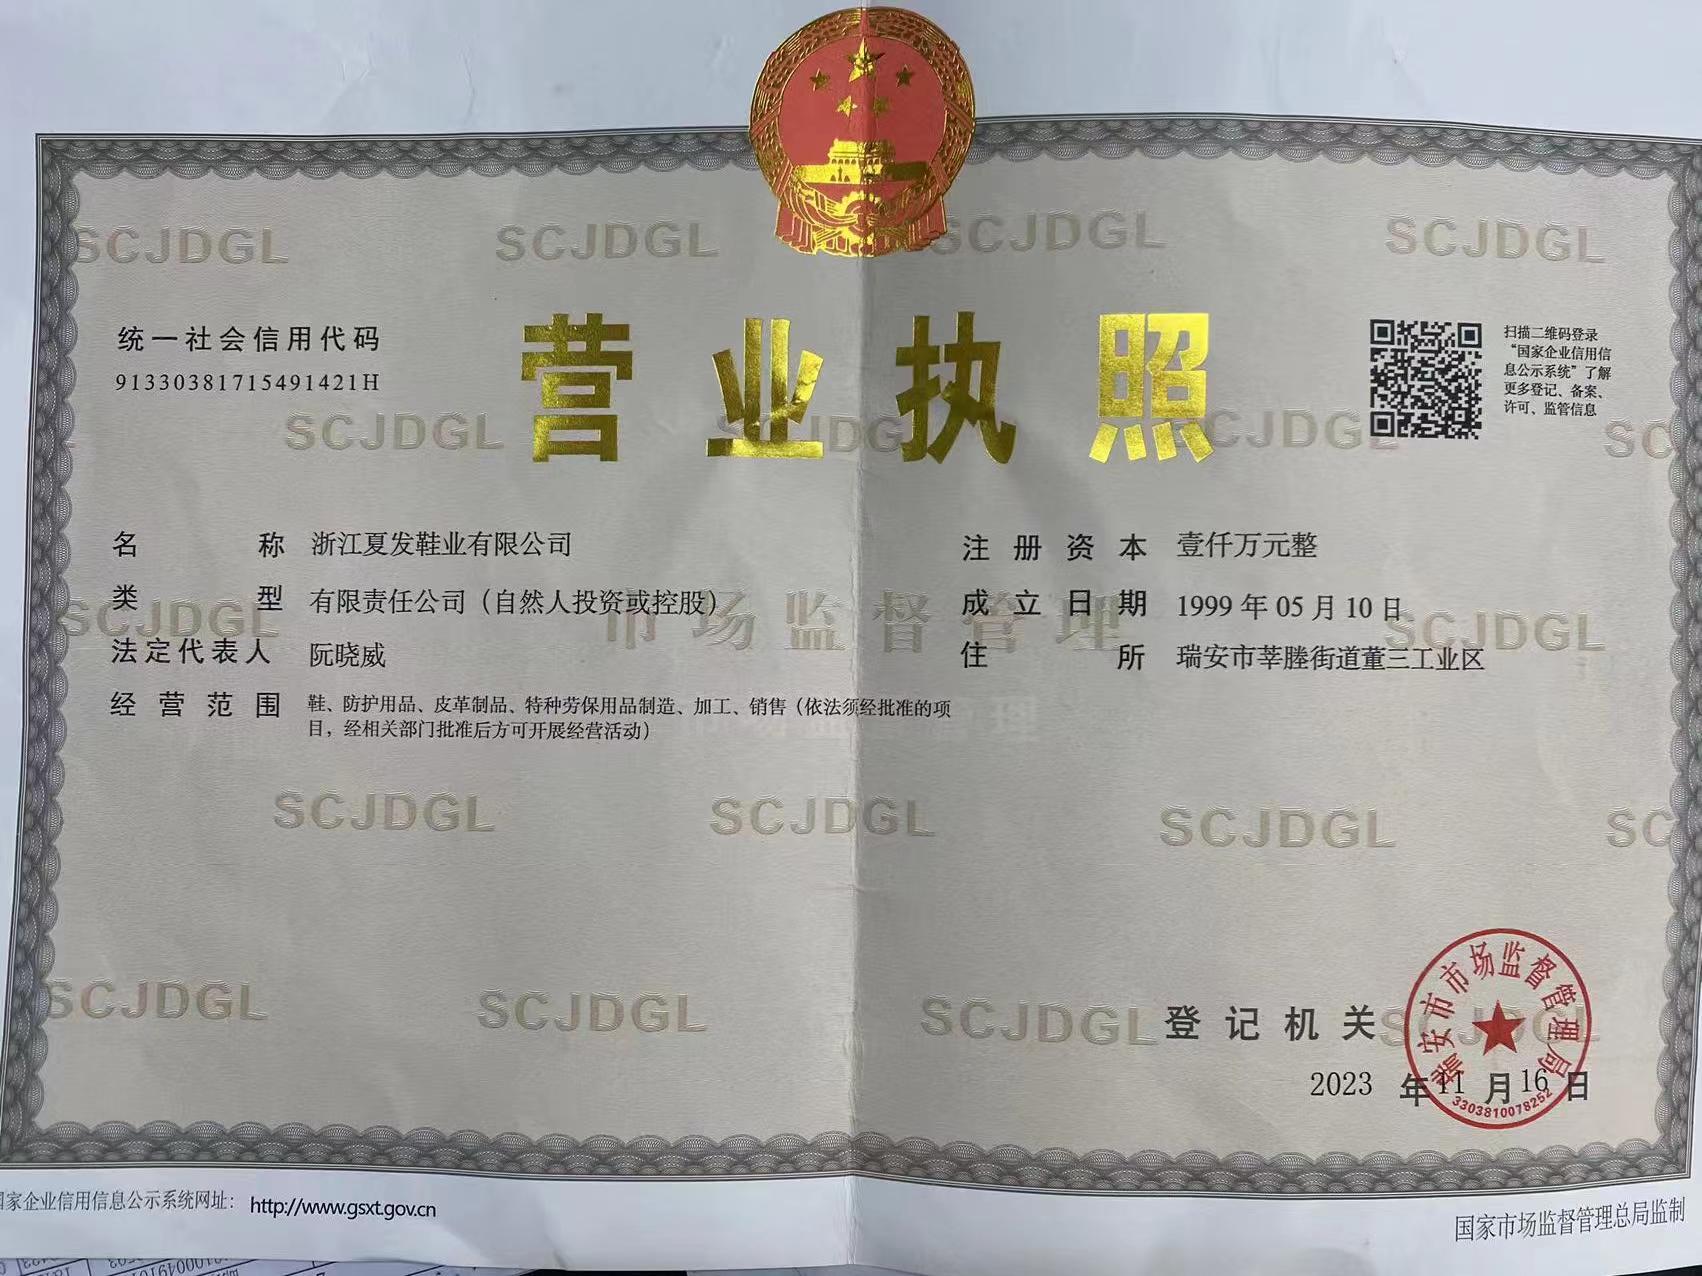 统一社会信用代码
91330381715491421H
营业执照
扫描二维码登录
“国家企业信用信
息公示系统”了解
更多登记、备案、
许可、监管信息
名称 浙江夏发鞋业有限公司
类型 有限责任公司（自然人投资或控股）
法定代表人 阮晓威
经营范围 鞋、防护用品、皮革制品、特种劳保用品制造、加工、销售（依法须经批准的项
目，经相关部门批准后方可开展经营活动）
注册资本 壹仟万元整
成立日期 1999年05月10日
住所 瑞安市莘塍街道董三工业区
SCJDGL SCJDGL SCJDGL SCJDGL
SCJDGL SCJDGL SCJDGL SC
SCJDGL 市场监督管理 SCJDGL
SCJDGL SCJDGL SCJDGL SC
SCJDGL SCJDGL SCJDGL SCJDGL
登记机关
瑞安市市场监督管理局
3303810078252
2023年11月16日
国家企业信用信息公示系统网址： http://www.gsxt.gov.cn
国家市场监督管理总局监制